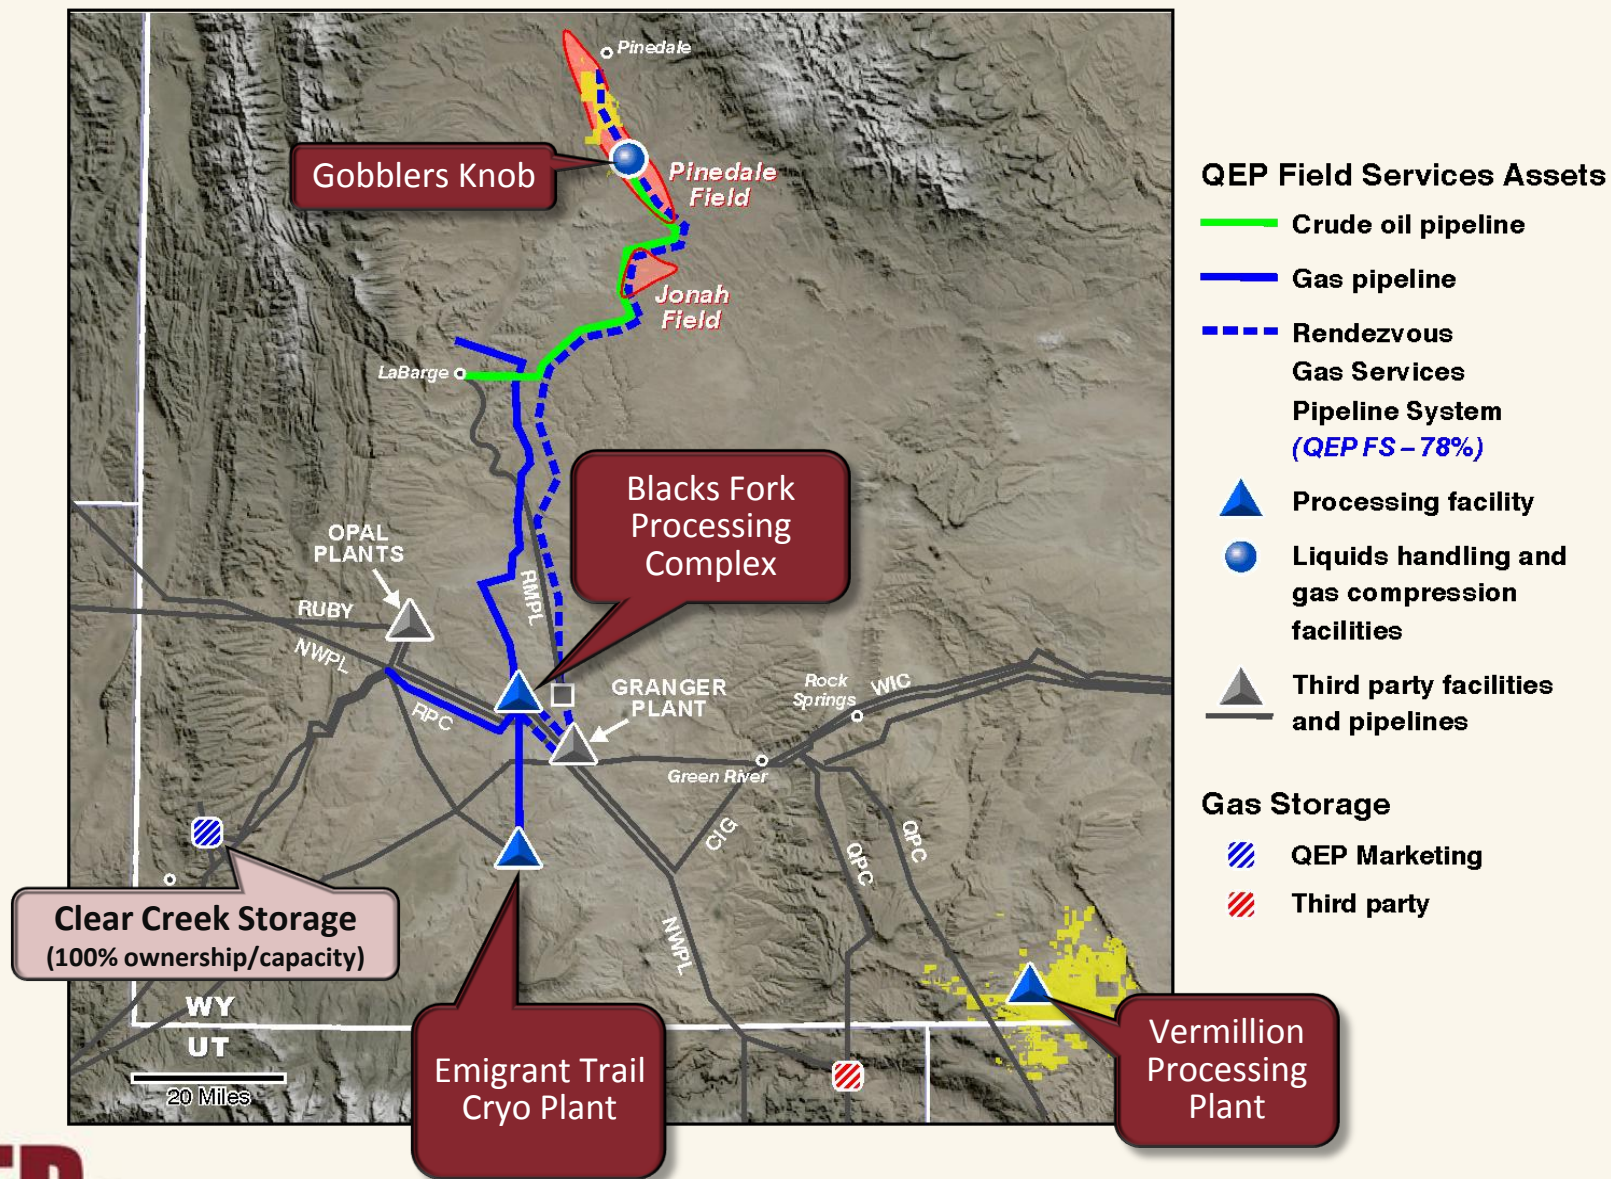 Pinedale
Gobblers Knob
Pinedale
Field
Jonah
Field
LaBarge
Blacks Fork
Processing
Complex
OPAL
PLANTS
RMPL
RUBY
NWPL
RPC
GRANGER
PLANT
Rock
Springs
WIC
Green River
CIG
QPC
QPC
NWPL
Clear Creek Storage
(100% ownership/capacity)
WY
UT
20 Miles
Emigrant Trail
Cryo Plant
Vermillion
Processing
Plant
QEP Field Services Assets
Crude oil pipeline
Gas pipeline
Rendezvous
Gas Services
Pipeline System
(QEP FS – 78%)
Processing facility
Liquids handling and
gas compression
facilities
Third party facilities
and pipelines
Gas Storage
QEP Marketing
Third party